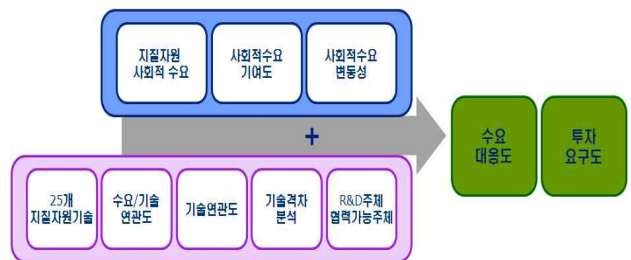 지질자원
사회적 수요
사회적수요
기여도
사회적수요
변동성
+
수요
대응도
투자
요구도
25개
지질자원기술
수요/기술
연관도
기술연관도
기술격차
분석
R&D주체
협력가능주체